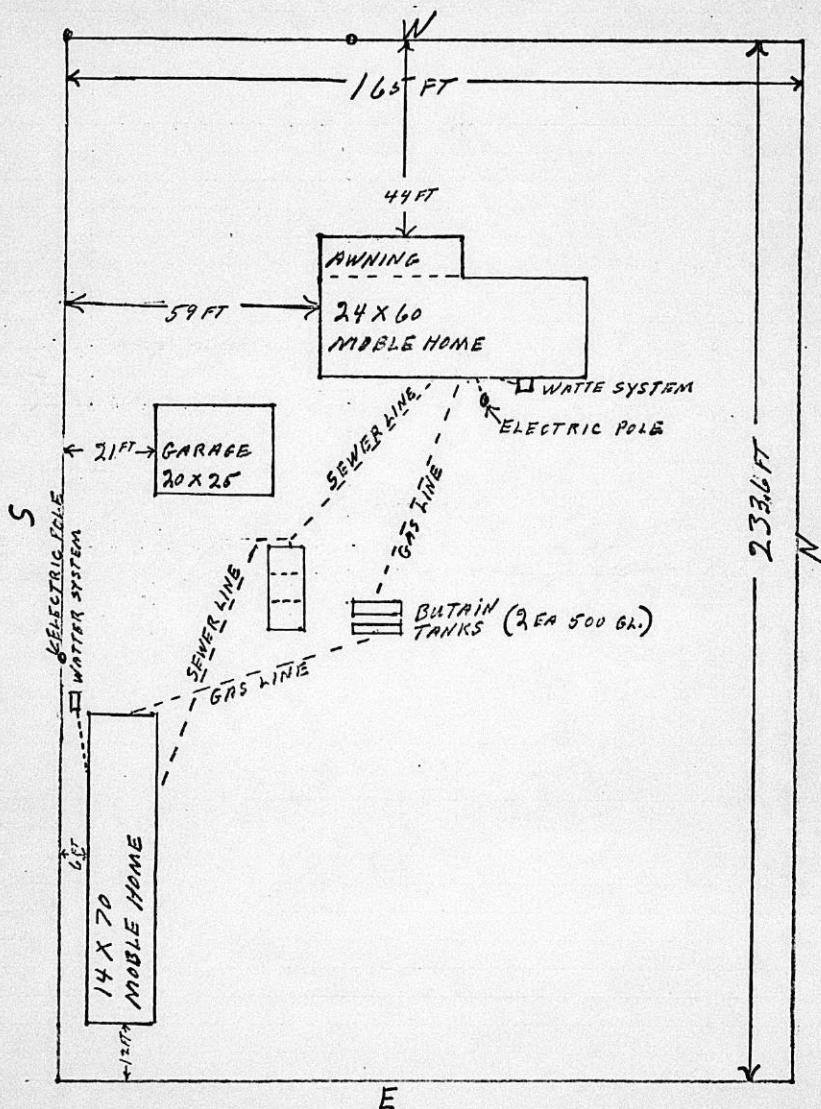 W
165 FT
44 FT
AWNING
59 FT
24 X 60
MOBLE HOME
WATTE SYSTEM
ELECTRIC POLE
SEWER LINE
GAS LINE
21 FT
GARAGE
20 X 25
S
233.6 FT
N
ELECTRIC POLE
WATTER SYSTEM
SEWER LINE
BUTAIN
TANKS (2 EA 500 GL.)
GAS LINE
6 FT
14 X 70
MOBLE HOME
12 FT
E